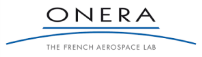 ONERA
THE FRENCH AEROSPACE LAB